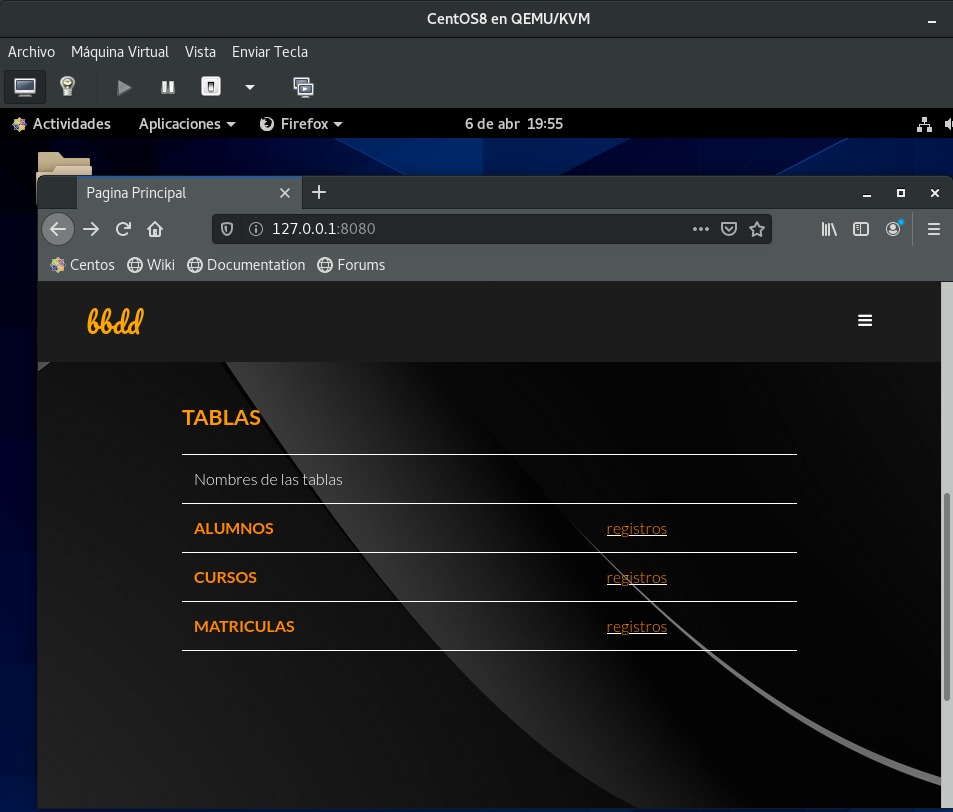 CentOS8 en QEMU/KVM
Archivo Máquina Virtual Vista Enviar Tecla
Actividades Aplicaciones Firefox 6 de abr 19:55
Pagina Principal
127.0.0.1:8080
Centos Wiki Documentation Forums
bbdd
TABLAS
Nombres de las tablas
ALUMNOS registros
CURSOS registros
MATRICULAS registros